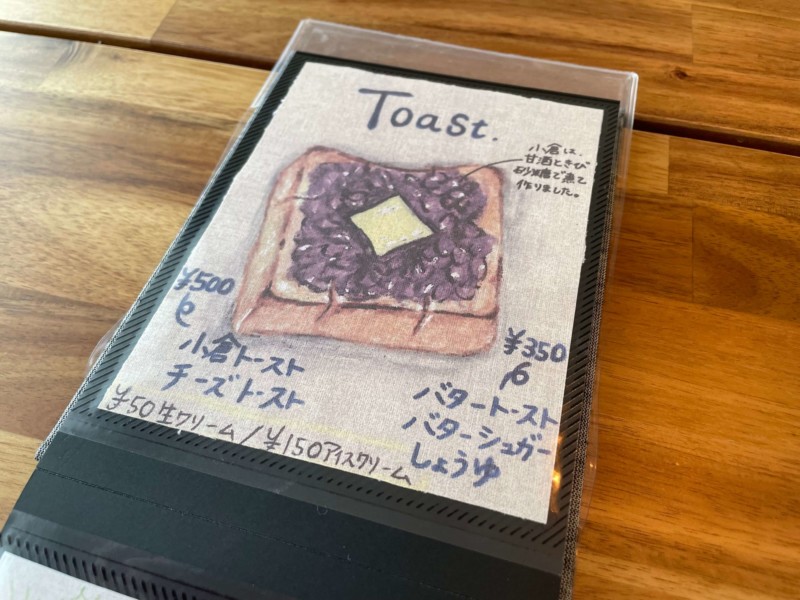 Toast.
小倉は、
甘酒ときび
砂糖で煮て
作りました。
¥500
小倉トースト
チーズトースト
¥350
バタートースト
バターシュガー
しょうゆ
¥50生クリーム/¥150アイスクリーム